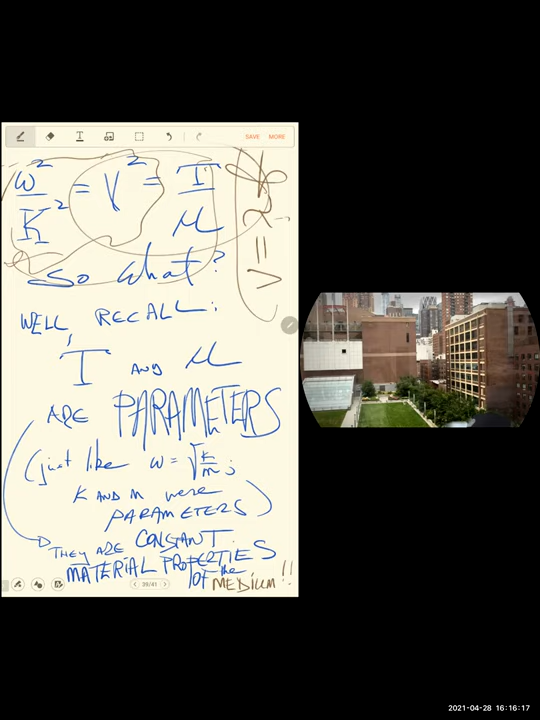 SAVE MORE
ω²/K² = V² = T/μ
λf = V
So what?
WELL, RECALL:
T AND μ
ARE PARAMETERS
(just like ω = √k/m;
K AND M were
PARAMETERS)
THEY ARE CONSTANT
MATERIAL PROPERTIES
OF the
MEDIUM!!
39/41
2021-04-28 16:16:17